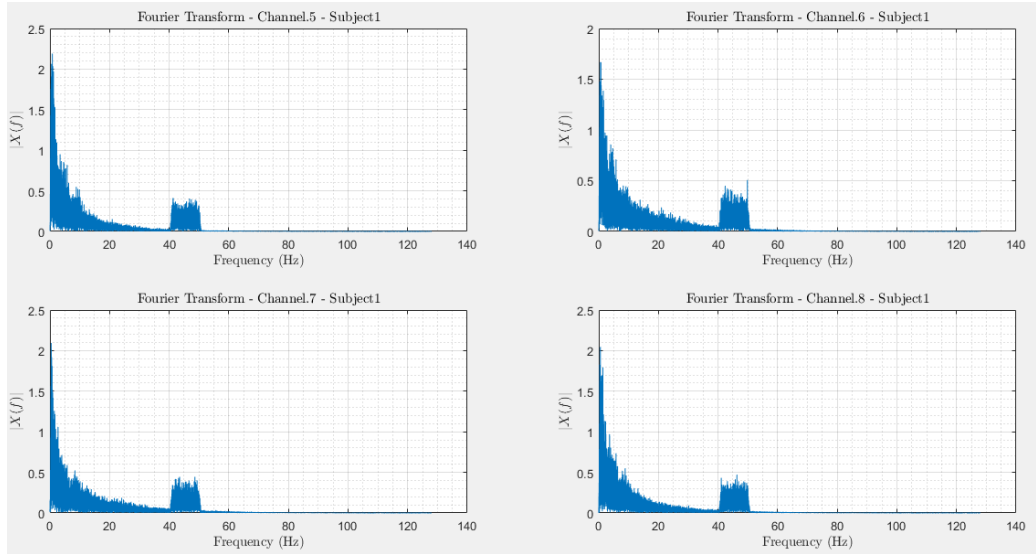 Fourier Transform - Channel.5 - Subject1
2.5
2
1.5
1
0.5
0
|X(f)|
0 20 40 60 80 100 120 140
Frequency (Hz)
Fourier Transform - Channel.6 - Subject1
2
1.5
1
0.5
0
|X(f)|
0 20 40 60 80 100 120 140
Frequency (Hz)
Fourier Transform - Channel.7 - Subject1
2.5
2
1.5
1
0.5
0
|X(f)|
0 20 40 60 80 100 120 140
Frequency (Hz)
Fourier Transform - Channel.8 - Subject1
2.5
2
1.5
1
0.5
0
|X(f)|
0 20 40 60 80 100 120 140
Frequency (Hz)